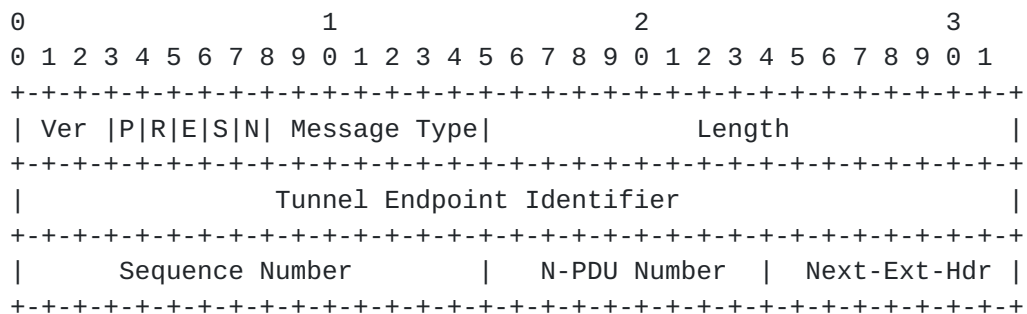 0                   1                   2                   3
0 1 2 3 4 5 6 7 8 9 0 1 2 3 4 5 6 7 8 9 0 1 2 3 4 5 6 7 8 9 0 1
+-+-+-+-+-+-+-+-+-+-+-+-+-+-+-+-+-+-+-+-+-+-+-+-+-+-+-+-+-+-+-+-+
| Ver |P|R|E|S|N| Message Type|             Length              |
+-+-+-+-+-+-+-+-+-+-+-+-+-+-+-+-+-+-+-+-+-+-+-+-+-+-+-+-+-+-+-+-+
|                Tunnel Endpoint Identifier                     |
+-+-+-+-+-+-+-+-+-+-+-+-+-+-+-+-+-+-+-+-+-+-+-+-+-+-+-+-+-+-+-+-+
|      Sequence Number        |   N-PDU Number  |  Next-Ext-Hdr |
+-+-+-+-+-+-+-+-+-+-+-+-+-+-+-+-+-+-+-+-+-+-+-+-+-+-+-+-+-+-+-+-+